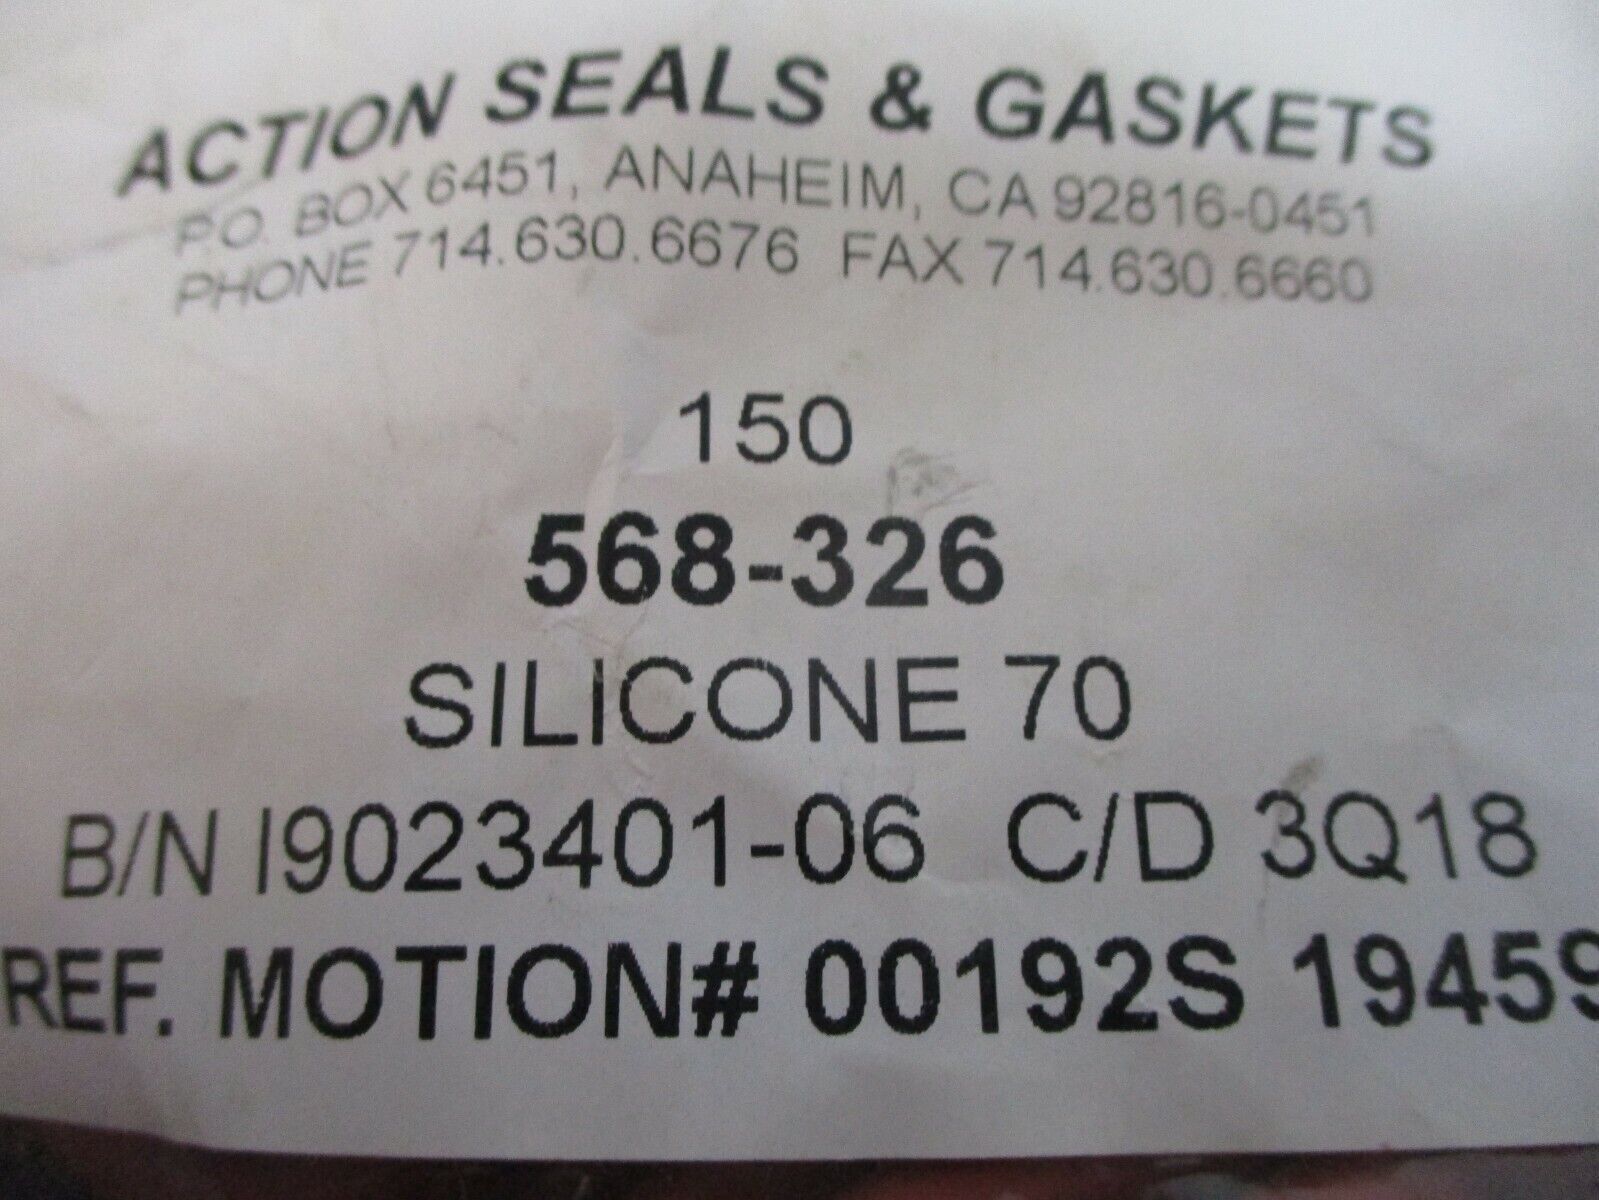 ACTION SEALS & GASKETS
P.O. BOX 6451, ANAHEIM, CA 92816-0451
PHONE 714.630.6676 FAX 714.630.6660
150
568-326
SILICONE 70
B/N I9023401-06 C/D 3Q18
REF. MOTION# 00192S 19459